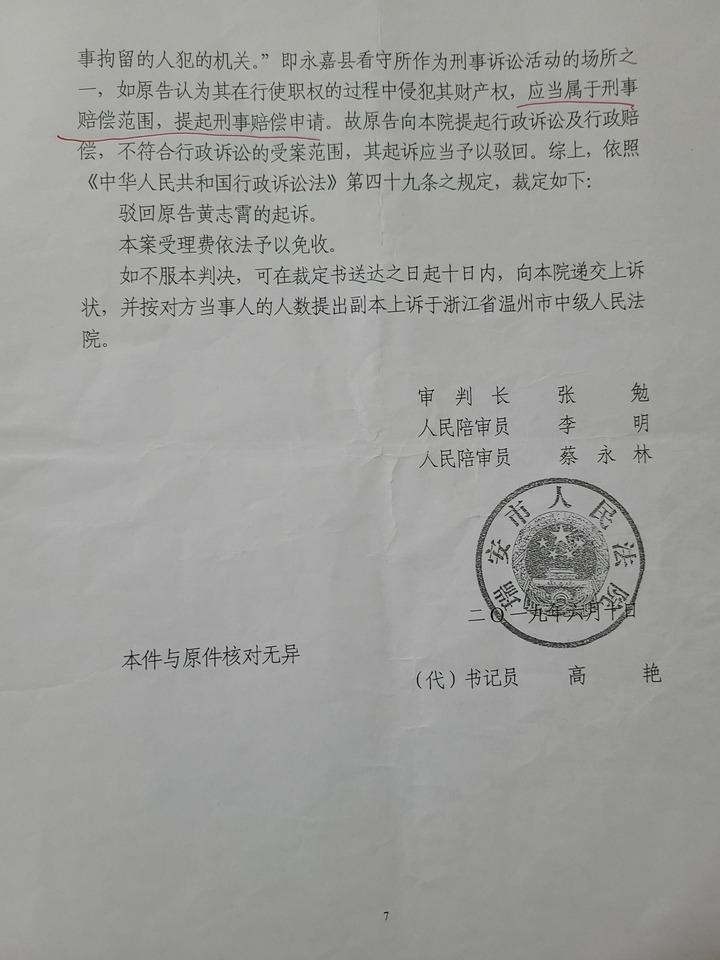 事拘留的人犯的机关。”即永嘉县看守所作为刑事诉讼活动的场所之
一，如原告认为其在行使职权的过程中侵犯其财产权，应当属于刑事
赔偿范围，提起刑事赔偿申请。故原告向本院提起行政诉讼及行政赔
偿，不符合行政诉讼的受案范围，其起诉应当予以驳回。综上，依照
《中华人民共和国行政诉讼法》第四十九条之规定，裁定如下：
驳回原告黄志霄的起诉。
本案受理费依法予以免收。
如不服本判决，可在裁定书送达之日起十日内，向本院递交上诉
状，并按对方当事人的人数提出副本上诉于浙江省温州市中级人民法
院。
审 判 长 张 勉
人民陪审员 李 明
人民陪审员 蔡 永 林
瑞安市人民法院
二〇一九年六月十日
本件与原件核对无异
（代）书记员 高 艳
7